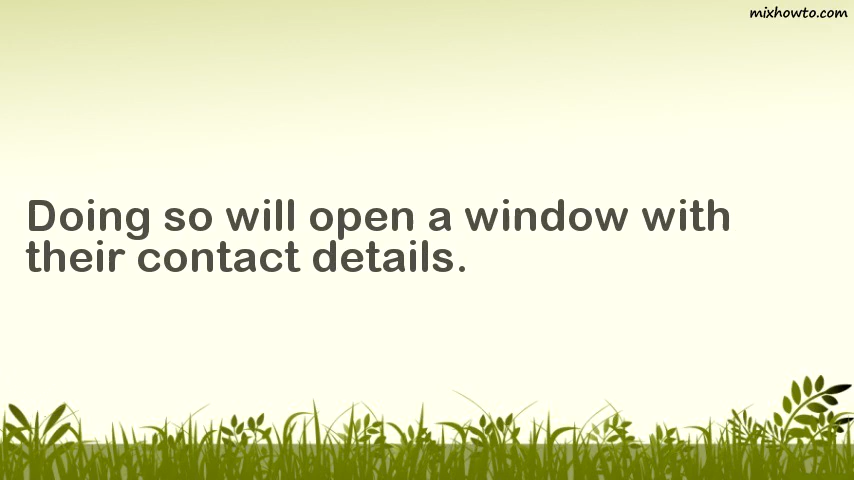 mixhowto.com
Doing so will open a window with
their contact details.